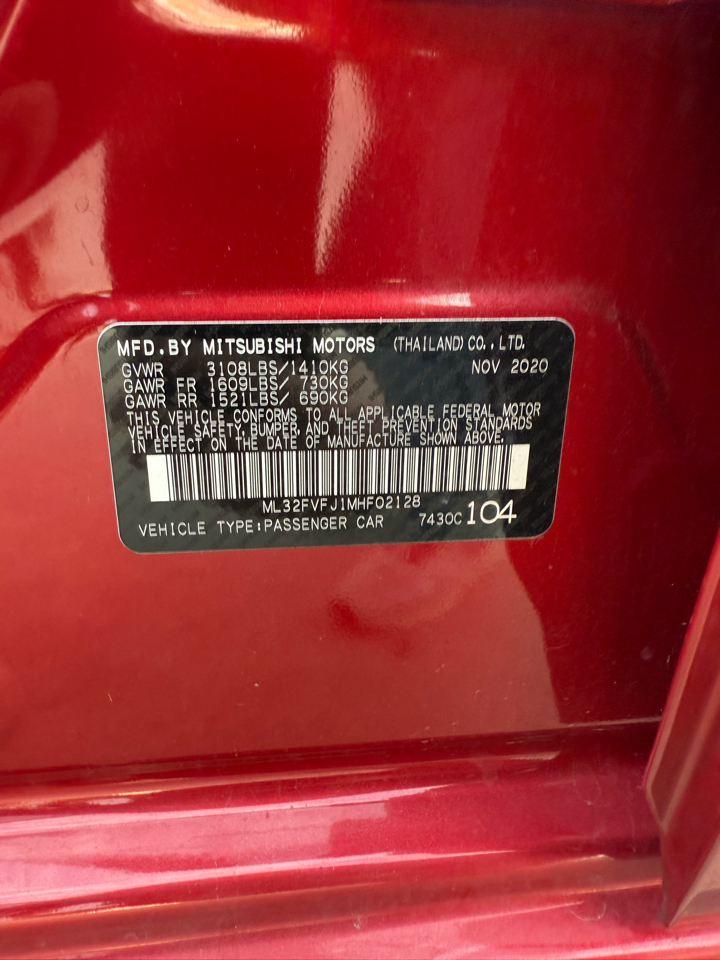 MFD.BY MITSUBISHI MOTORS (THAILAND) CO., LTD.
GVWR 3108LBS/1410KG NOV 2020
GAWR FR 1609LBS/ 730KG
GAWR RR 1521LBS/ 690KG
THIS VEHICLE CONFORMS TO ALL APPLICABLE FEDERAL MOTOR
VEHICLE SAFETY, BUMPER, AND THEFT PREVENTION STANDARDS
IN EFFECT ON THE DATE OF MANUFACTURE SHOWN ABOVE.
ML32FVFJ1MHF02128
VEHICLE TYPE:PASSENGER CAR 7430C 104